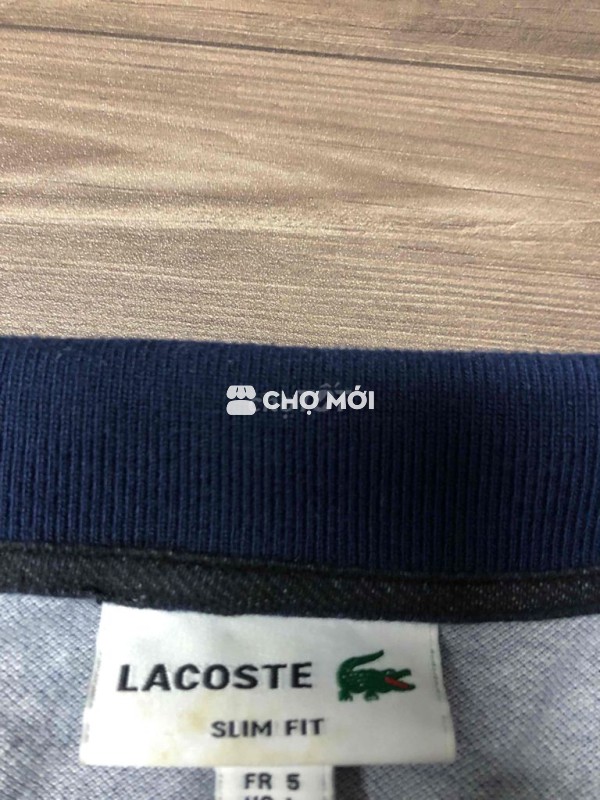 CHỢ MỚI
LACOSTE
SLIM FIT
FR 5